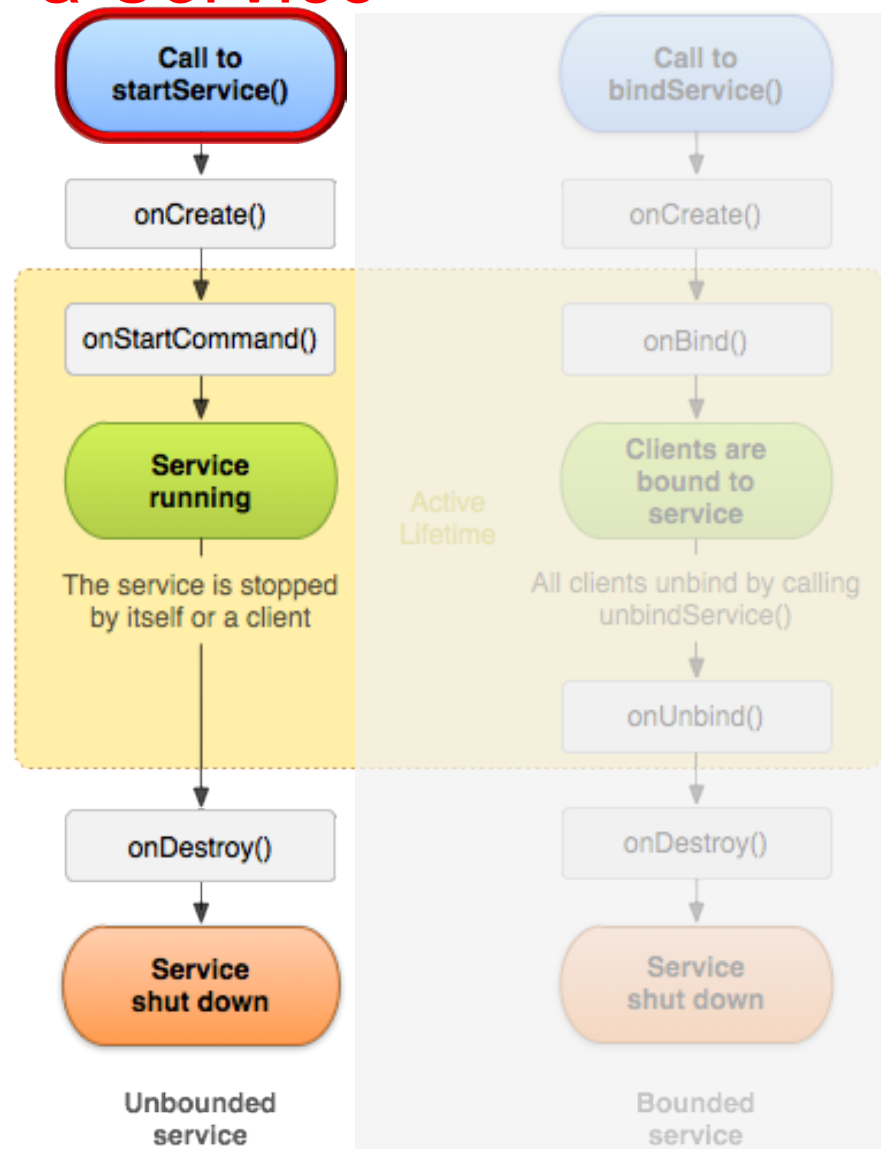 a Service
Call to
startService()
onCreate()
onStartCommand()
Service
running
The service is stopped
by itself or a client
onDestroy()
Service
shut down
Unbounded
service
Active
Lifetime
Call to
bindService()
onCreate()
onBind()
Clients are
bound to
service
All clients unbind by calling
unbindService()
onUnbind()
onDestroy()
Service
shut down
Bounded
service